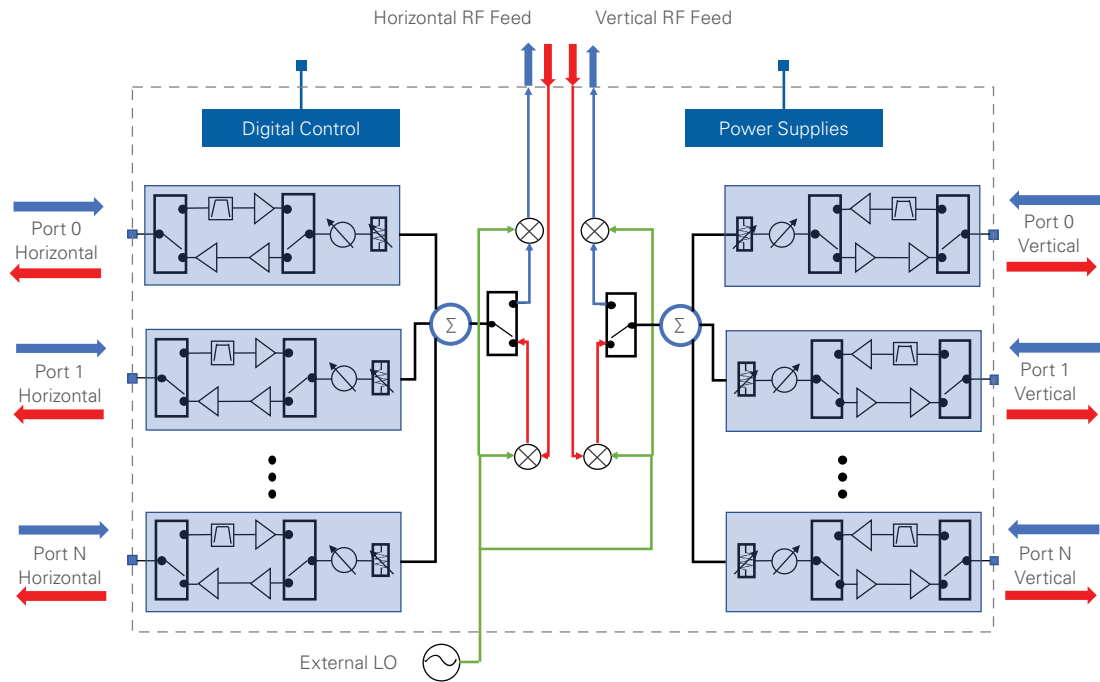 Horizontal RF Feed
Vertical RF Feed
Digital Control
Power Supplies
Port 0
Horizontal
Port 0
Vertical
Σ
Σ
Port 1
Horizontal
Port 1
Vertical
Port N
Horizontal
Port N
Vertical
External LO